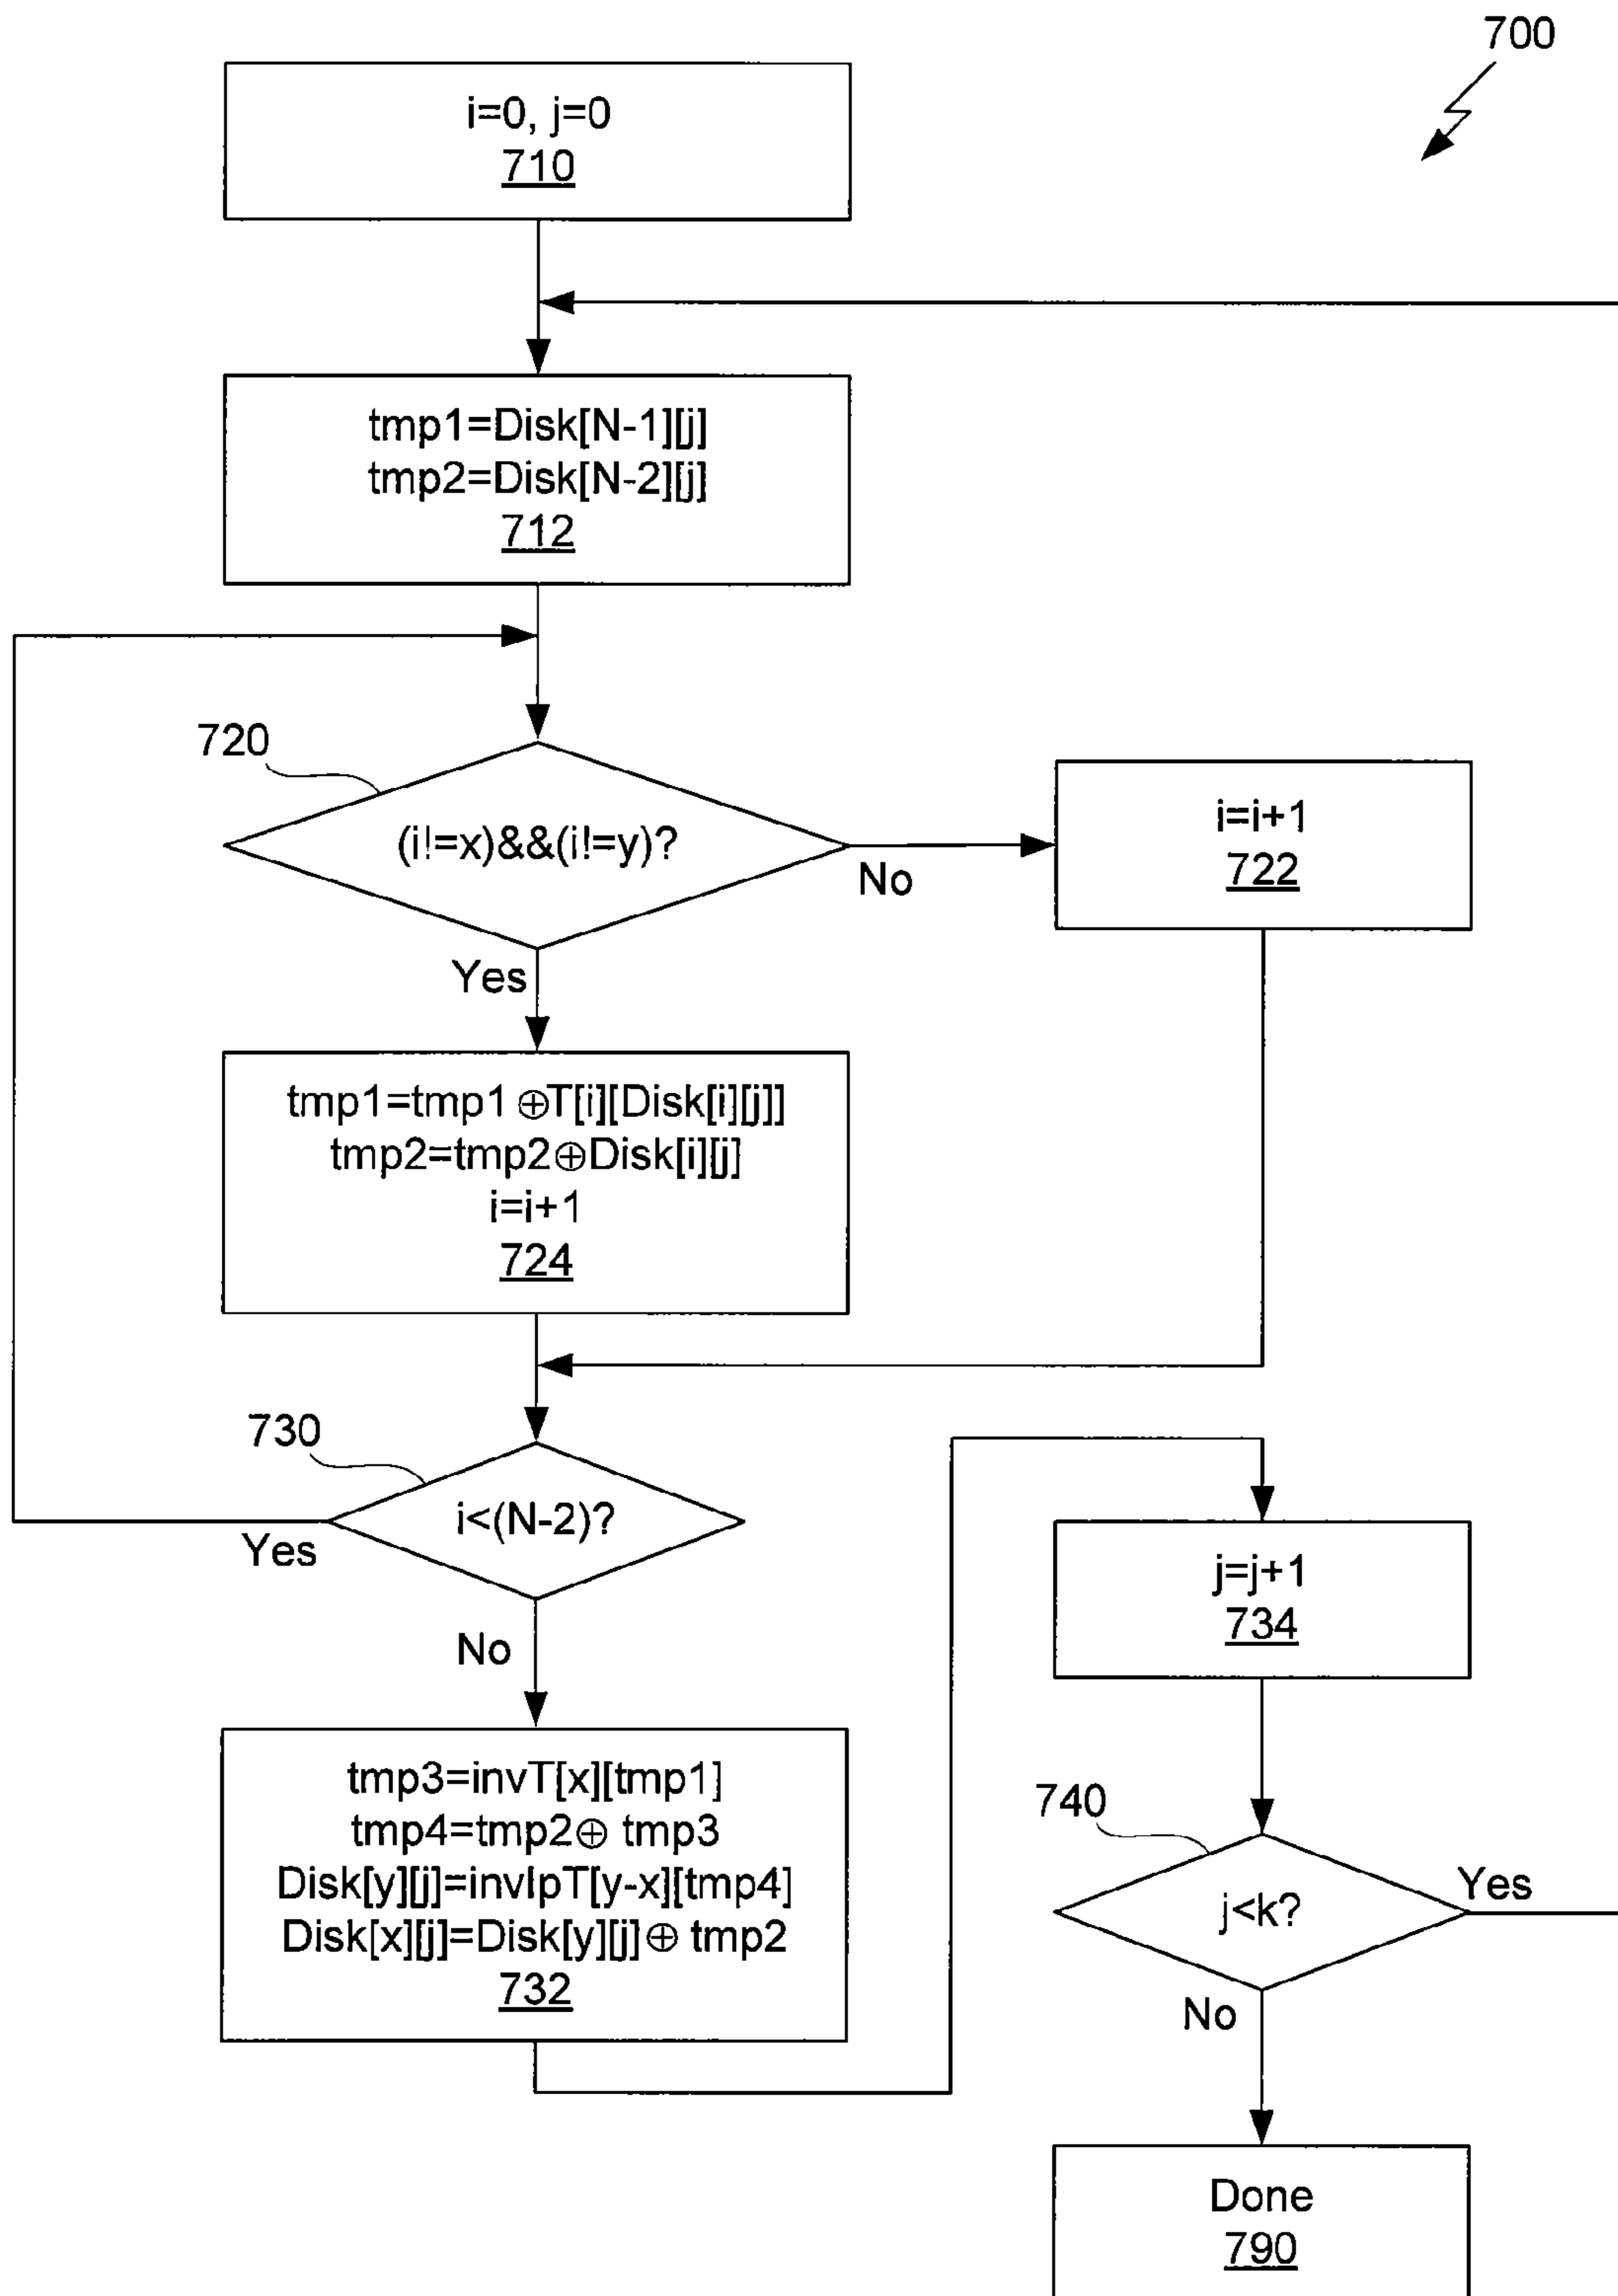 700
i=0, j=0
710
tmp1=Disk[N-1][j]
tmp2=Disk[N-2][j]
712
720
(i!=x)&&(i!=y)?
No
Yes
i=i+1
722
tmp1=tmp1⊕T[i][Disk[i][j]]
tmp2=tmp2⊕Disk[i][j]
i=i+1
724
730
i<(N-2)?
Yes
No
tmp3=invT[x][tmp1]
tmp4=tmp2⊕ tmp3
Disk[y][j]=invIpT[y-x][tmp4]
Disk[x][j]=Disk[y][j]⊕ tmp2
732
j=j+1
734
740
j<k?
Yes
No
Done
790